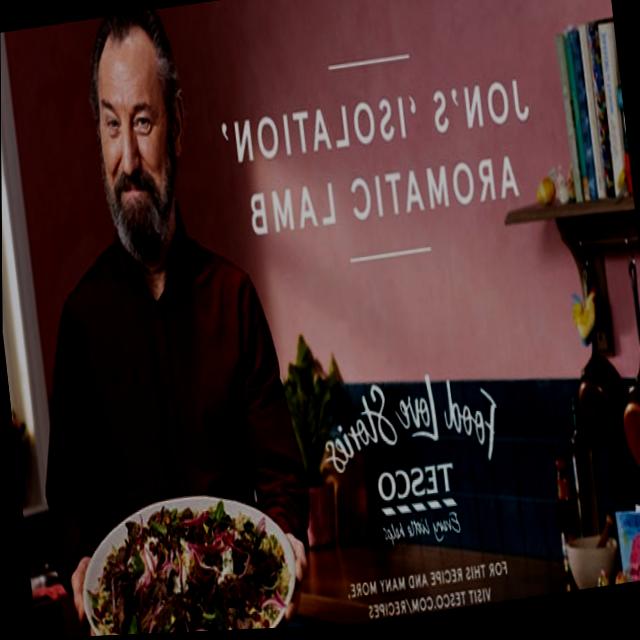 JON'S 'ISOLATION'
AROMATIC LAMB
Food Love Stories
TESCO
Every little helps
FOR THIS RECIPE AND MANY MORE,
VISIT TESCO.COM/RECIPES